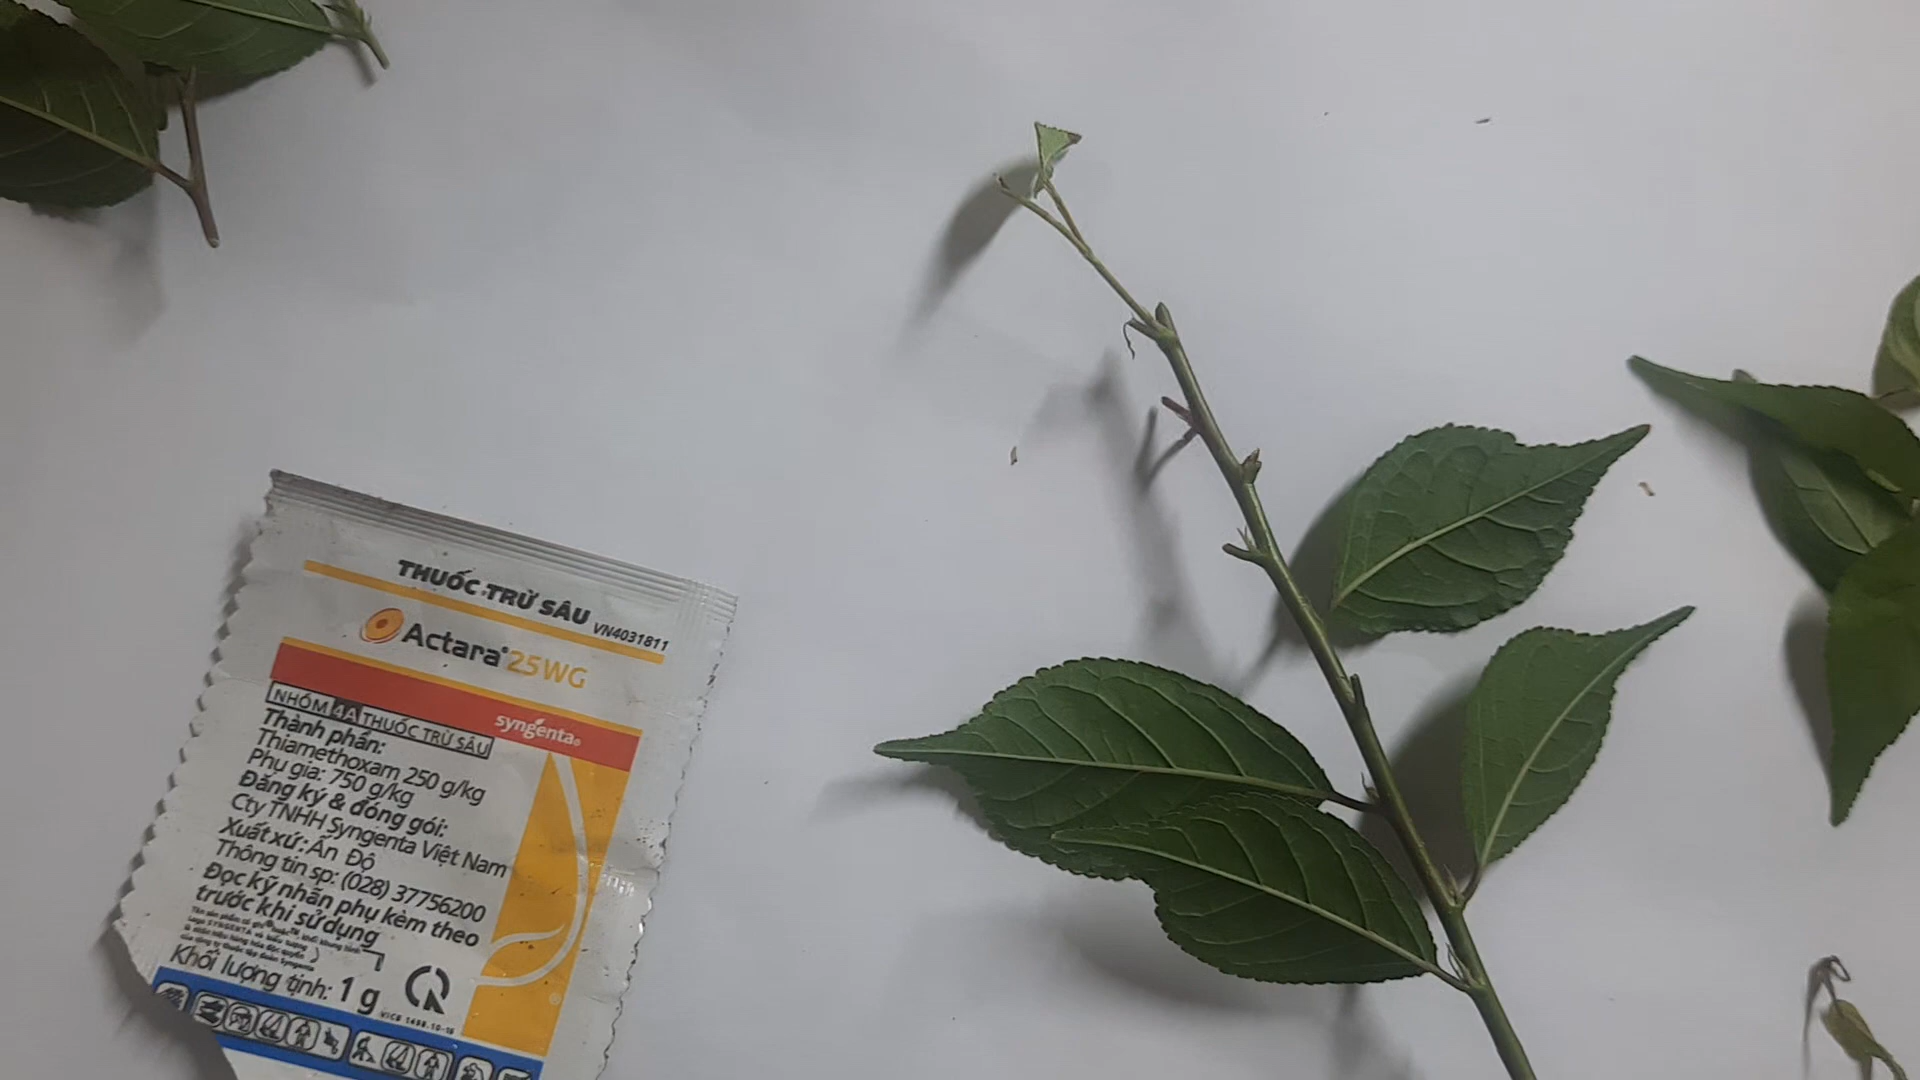 THUỐC TRỪ SÂU VN4031811
Actara® 25WG
syngenta®
NHÓM 4A THUỐC TRỪ SÂU
Thành phần:
Thiamethoxam 250 g/kg
Phụ gia: 750 g/kg
Đăng ký & đóng gói:
Cty TNHH Syngenta Việt Nam
Xuất xứ: Ấn Độ
Thông tin sp: (028) 37756200
Đọc kỹ nhãn phụ kèm theo
trước khi sử dụng
Khối lượng tịnh: 1 g